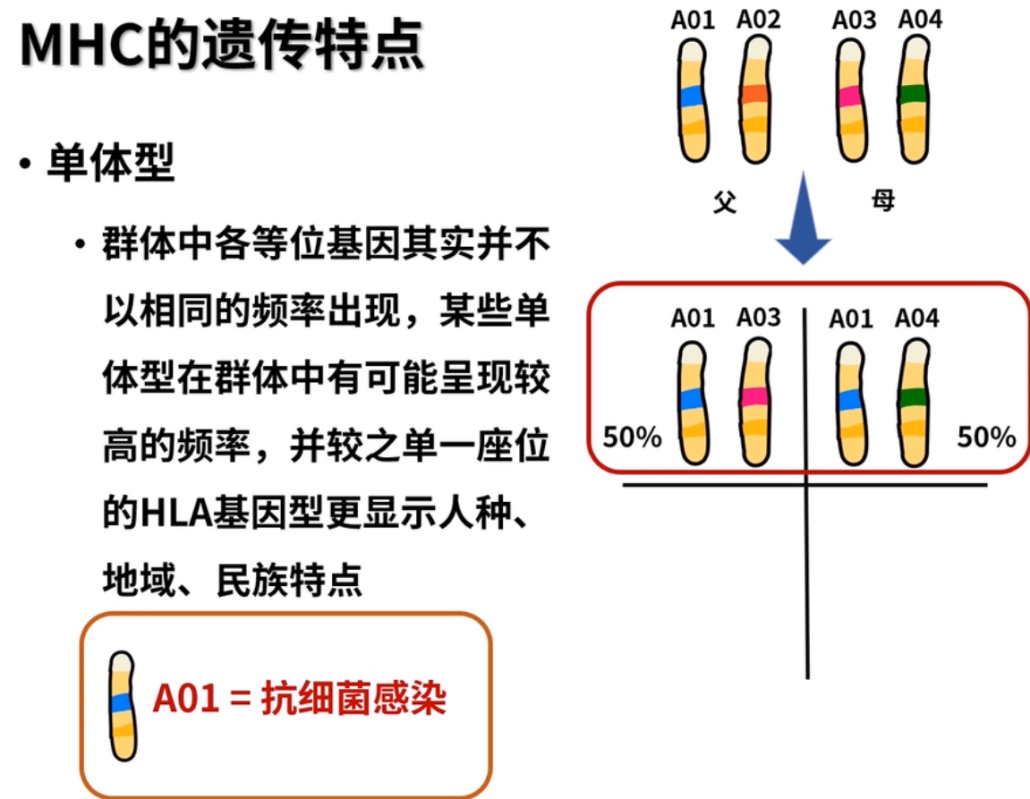 MHC的遗传特点
• 单体型
• 群体中各等位基因其实并不
以相同的频率出现，某些单
体型在群体中有可能呈现较
高的频率，并较之单一座位
的HLA基因型更显示人种、
地域、民族特点
A01 = 抗细菌感染
A01 A02 A03 A04
父 母
A01 A03 A01 A04
50% 50%